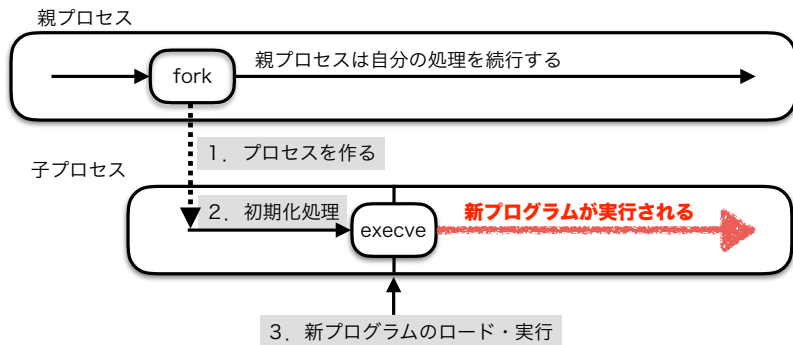 親プロセス
fork
親プロセスは自分の処理を続行する
1．プロセスを作る
子プロセス
2．初期化処理
execve
新プログラムが実行される
3．新プログラムのロード・実行